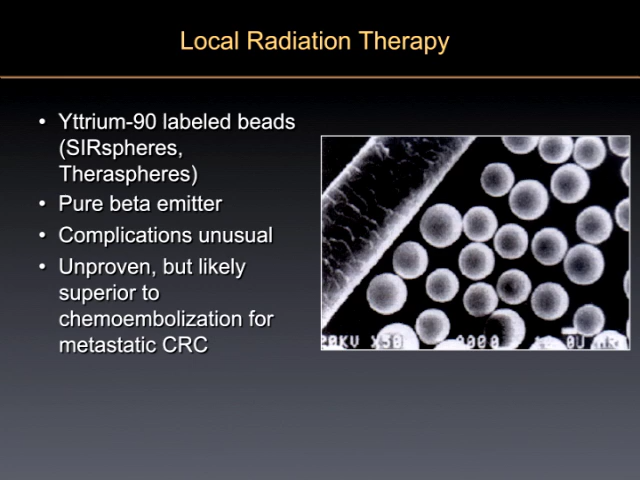 Local Radiation Therapy
• Yttrium-90 labeled beads
(SIRspheres,
Theraspheres)
• Pure beta emitter
• Complications unusual
• Unproven, but likely
superior to
chemoembolization for
metastatic CRC
20KV